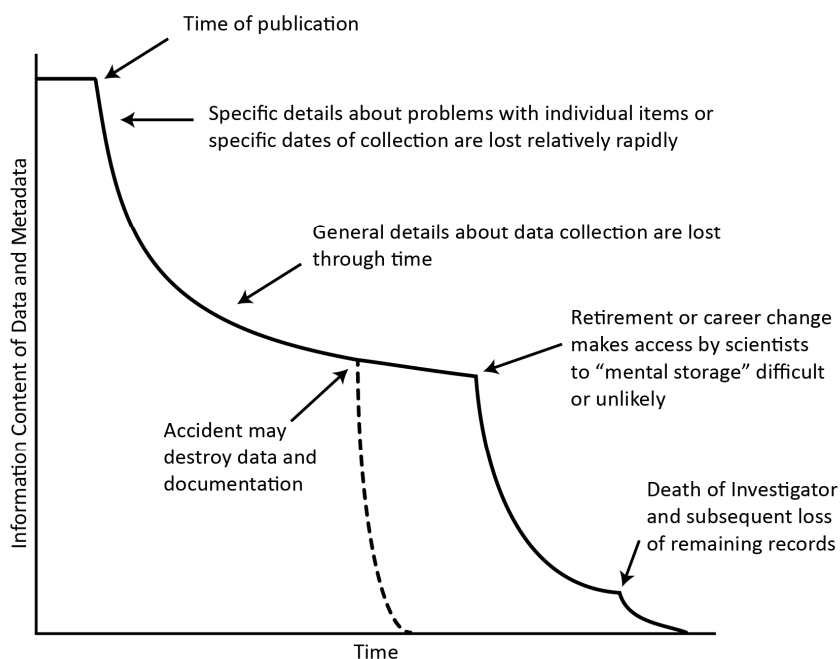 Time of publication
Specific details about problems with individual items or
specific dates of collection are lost relatively rapidly
General details about data collection are lost
through time
Retirement or career change
makes access by scientists
to “mental storage” difficult
or unlikely
Accident may
destroy data and
documentation
Death of Investigator
and subsequent loss
of remaining records
Information Content of Data and Metadata
Time